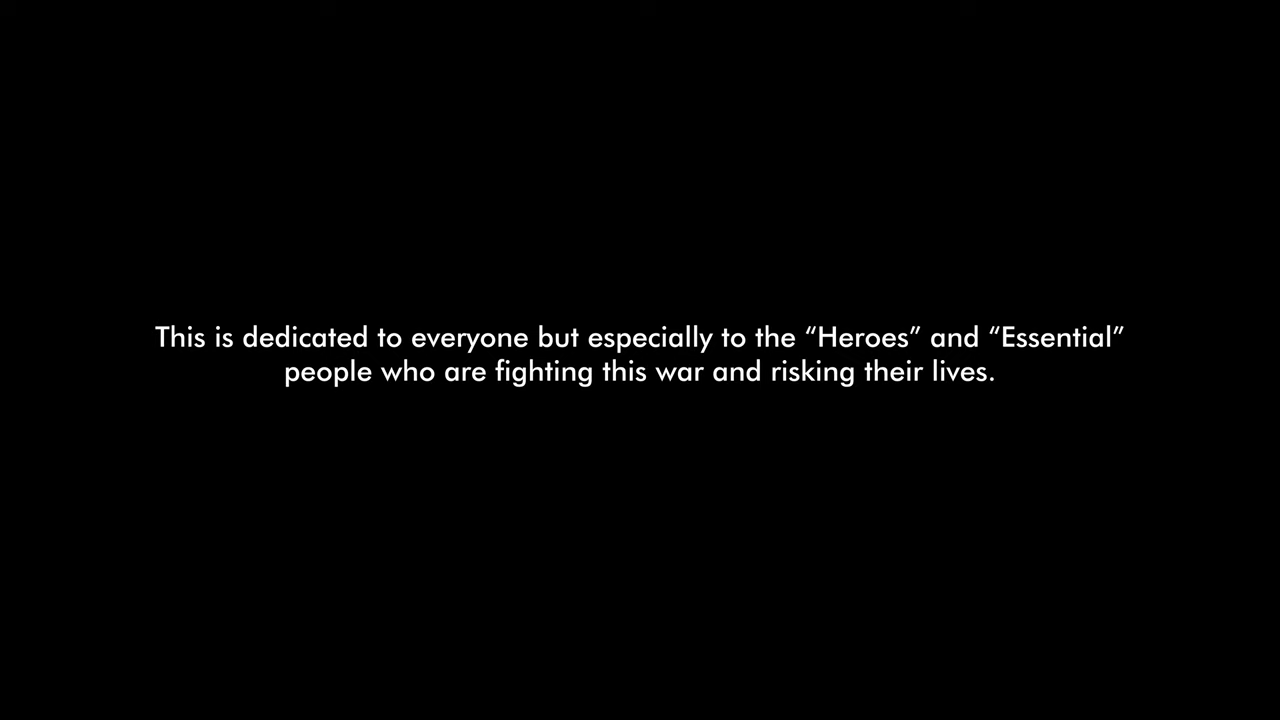 This is dedicated to everyone but especially to the “Heroes” and “Essential”
people who are fighting this war and risking their lives.